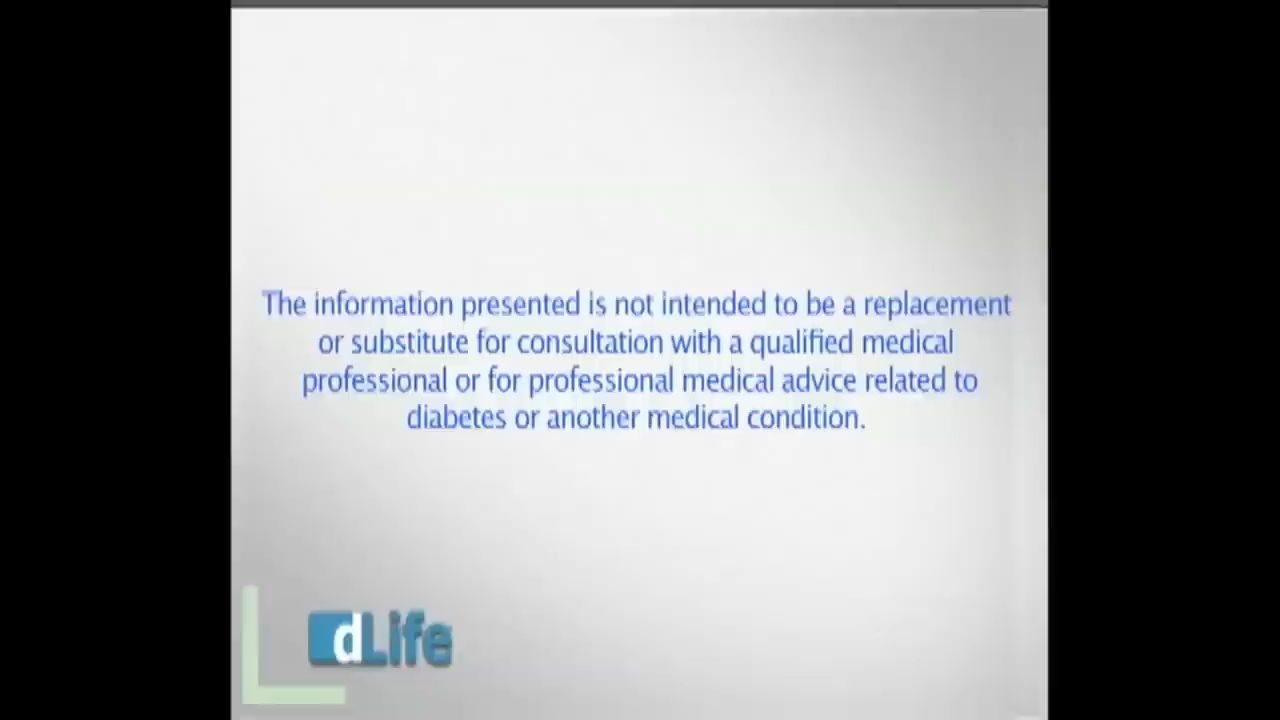 The information presented is not intended to be a replacement
or substitute for consultation with a qualified medical
professional or for professional medical advice related to
diabetes or another medical condition.
dLife